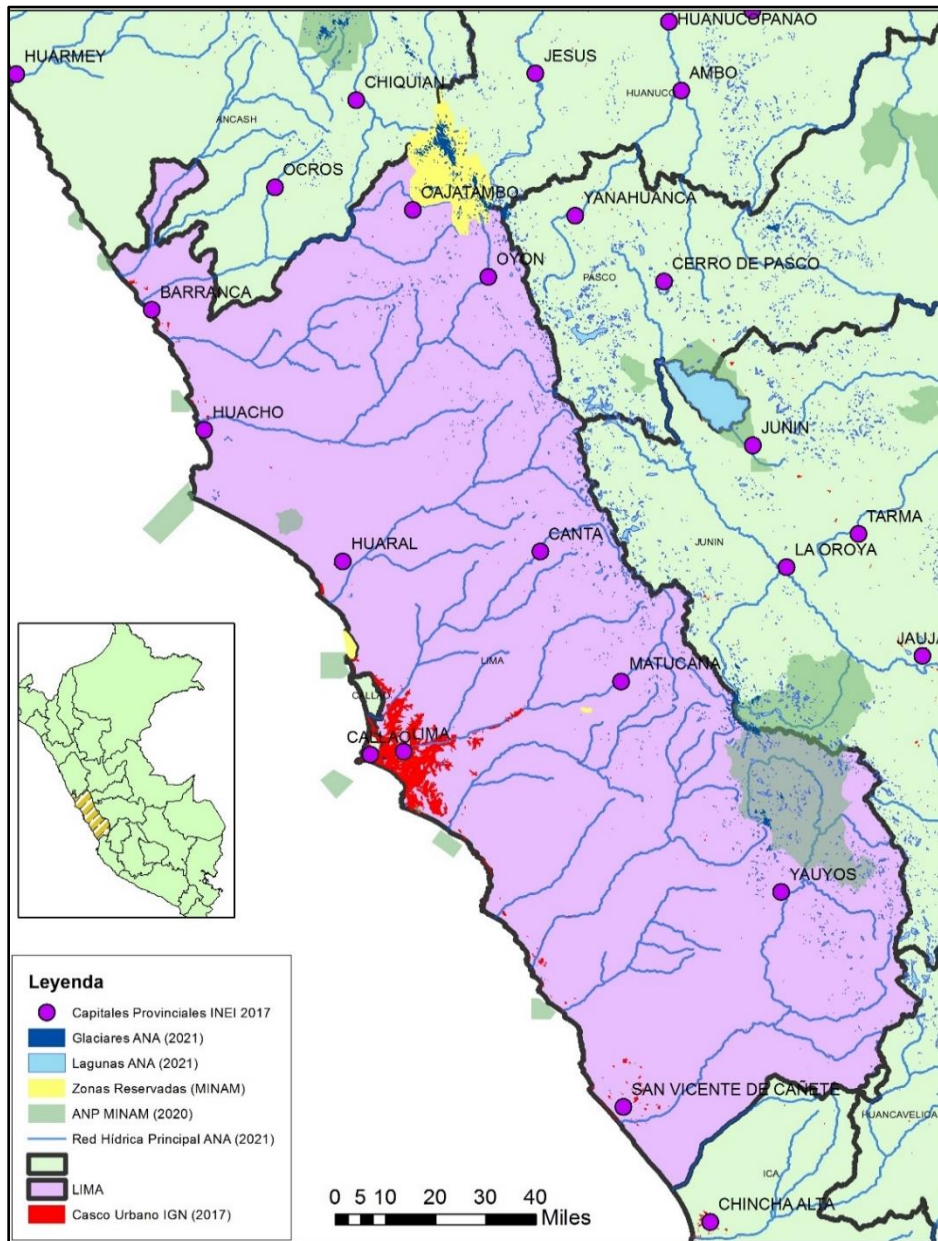 HUANUCOPANAO
HUARMEY
JESUS
AMBO
HUANUCO
CHIQUIAN
ANCASH
OCROS
CAJATAMBO
YANAHUANCA
OYON
PASCO
CERRO DE PASCO
BARRANCA
HUACHO
JUNIN
TARMA
JUNIN
LA OROYA
HUARAL
CANTA
JAUJA
LIMA
MATUCANA
CALLAO
CALLAO
LIMA
YAUYOS
SAN VICENTE DE CAÑETE
HUANCAVELICA
ICA
CHINCHA ALTA
Leyenda
Capitales Provinciales INEI 2017
Glaciares ANA (2021)
Lagunas ANA (2021)
Zonas Reservadas (MINAM)
ANP MINAM (2020)
Red Hídrica Principal ANA (2021)
LIMA
Casco Urbano IGN (2017)
0 5 10 20 30 40
Miles